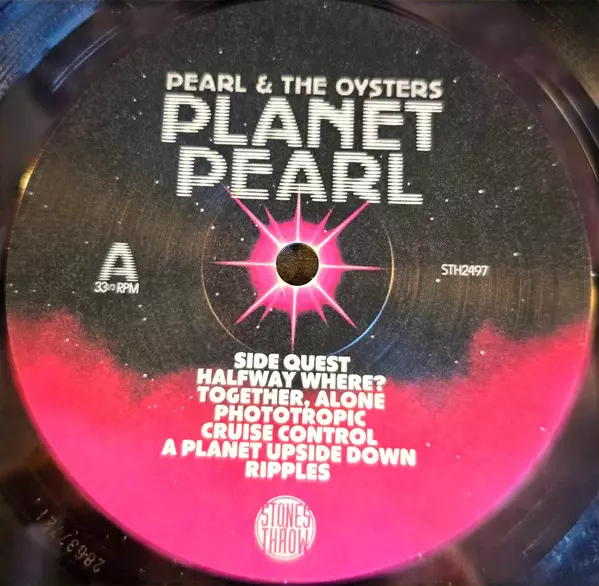 PEARL & THE OYSTERS
PLANET
PEARL
A
33⅓ RPM
STH2497
SIDE QUEST
HALFWAY WHERE?
TOGETHER, ALONE
PHOTOTROPIC
CRUISE CONTROL
A PLANET UPSIDE DOWN
RIPPLES
STONES
THROW